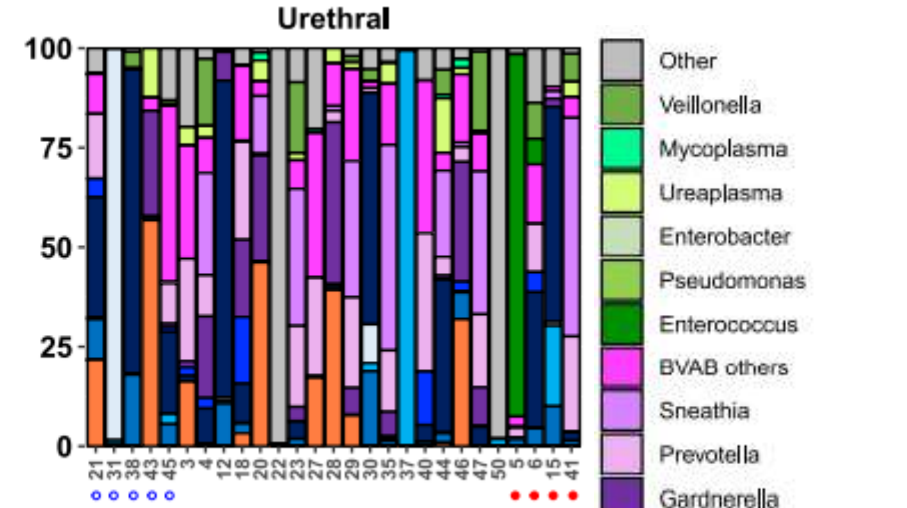 Urethral
100
75
50
25
0
21 31 38 43 45 3 4 12 18 20 22 23 27 28 29 30 35 37 40 44 46 47 50 5 6 15 41
Other
Veillonella
Mycoplasma
Ureaplasma
Enterobacter
Pseudomonas
Enterococcus
BVAB others
Sneathia
Prevotella
Gardnerella